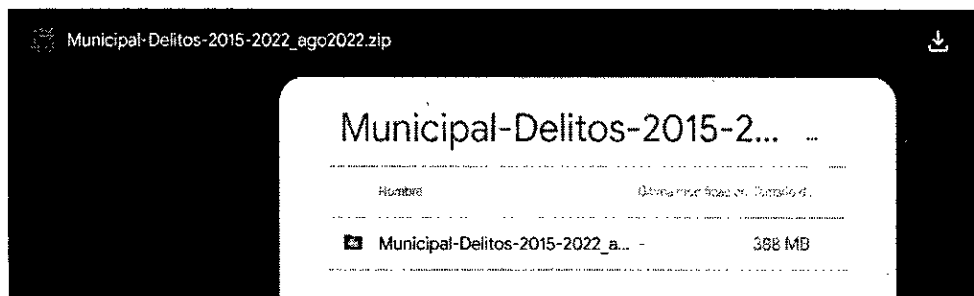 Municipal-Delitos-2015-2022_ago2022.zip
Municipal-Delitos-2015-2... ...
Nombre
Municipal-Delitos-2015-2022_a... - 388 MB